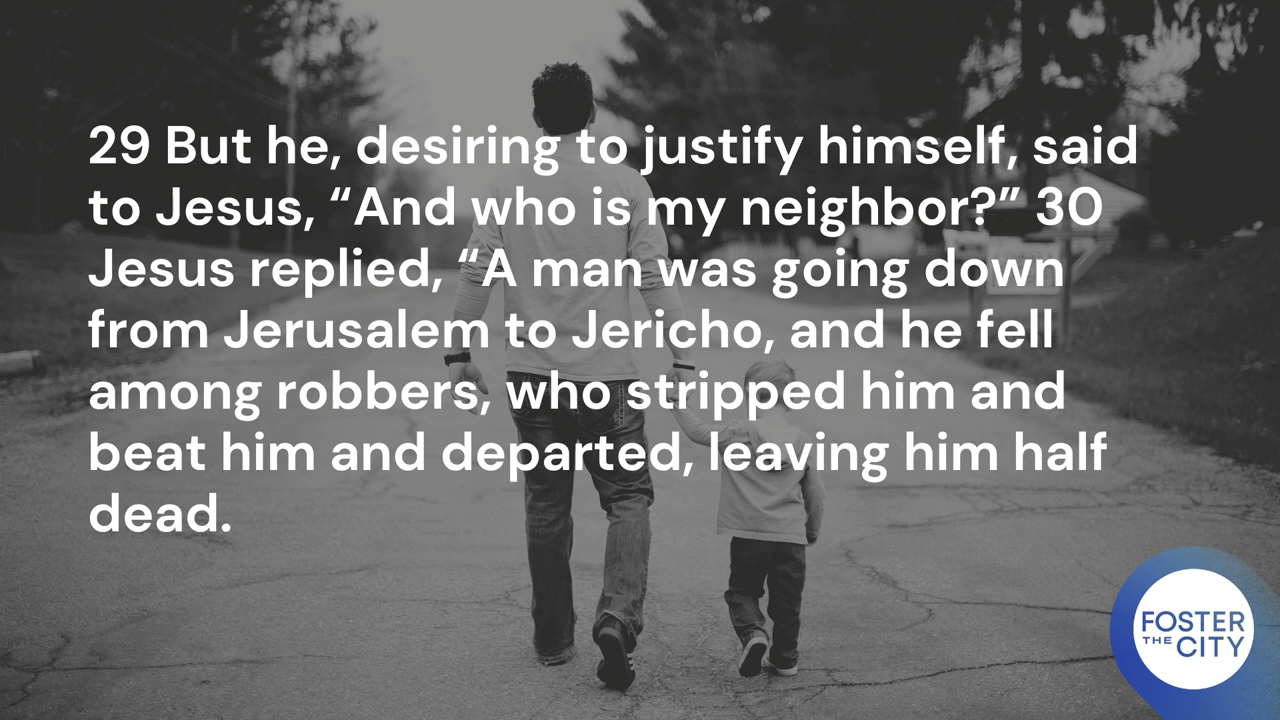 29 But he, desiring to justify himself, said
to Jesus, “And who is my neighbor?” 30
Jesus replied, “A man was going down
from Jerusalem to Jericho, and he fell
among robbers, who stripped him and
beat him and departed, leaving him half
dead.
FOSTER
THE CITY